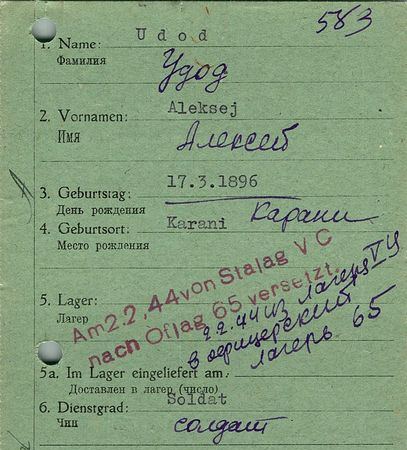 583
Udod
1. Name:
Фамилия
Удод
2. Vornamen: Aleksej
Имя
Алексей
3. Geburtstag: 17.3.1896
День рождения
4. Geburtsort: Karani Карани
Место рождения
Am 2.2.44 von Stalag V C
nach Oflag 65 versetzt
2.2.44 из лагеря V Ц
в офицерский
лагерь 65
5. Lager:
Лагер
5a. Im Lager eingeliefert am:
Доставлен в лагер (число)
6. Dienstgrad: Soldat
Чин
солдат